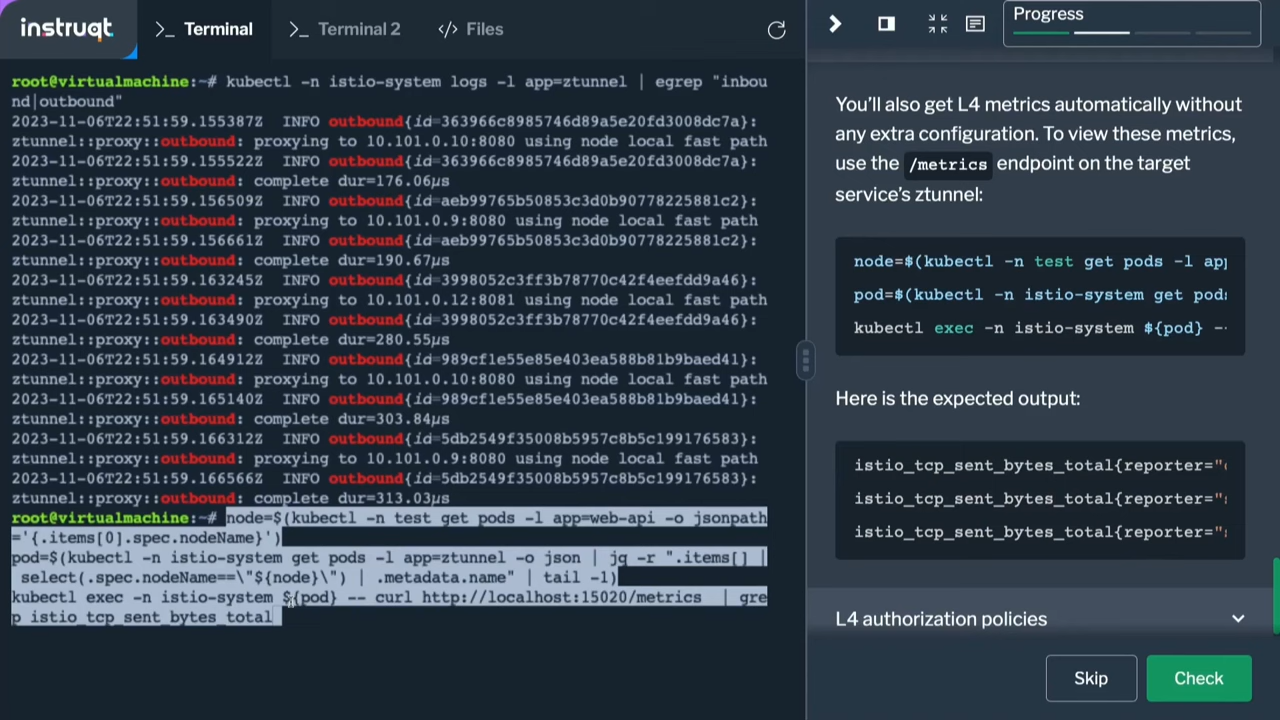 instruqt
>_ Terminal
>_ Terminal 2
</> Files
Progress
root@virtualmachine:~# kubectl -n istio-system logs -l app=ztunnel | egrep "inbou
nd|outbound"
2023-11-06T22:51:59.155387Z  INFO outbound{id=363966c8985746d89a5e20fd3008dc7a}:
ztunnel::proxy::outbound: proxying to 10.101.0.10:8080 using node local fast path
2023-11-06T22:51:59.155522Z  INFO outbound{id=363966c8985746d89a5e20fd3008dc7a}:
ztunnel::proxy::outbound: complete dur=176.06µs
2023-11-06T22:51:59.156509Z  INFO outbound{id=aeb99765b50853c3d0b90778225881c2}:
ztunnel::proxy::outbound: proxying to 10.101.0.9:8080 using node local fast path
2023-11-06T22:51:59.156661Z  INFO outbound{id=aeb99765b50853c3d0b90778225881c2}:
ztunnel::proxy::outbound: complete dur=190.67µs
2023-11-06T22:51:59.163245Z  INFO outbound{id=3998052c3ff3b78770c42f4eefdd9a46}:
ztunnel::proxy::outbound: proxying to 10.101.0.12:8081 using node local fast path
2023-11-06T22:51:59.163490Z  INFO outbound{id=3998052c3ff3b78770c42f4eefdd9a46}:
ztunnel::proxy::outbound: complete dur=280.55µs
2023-11-06T22:51:59.164912Z  INFO outbound{id=989cf1e55e85e403ea588b81b9baed41}:
ztunnel::proxy::outbound: proxying to 10.101.0.10:8080 using node local fast path
2023-11-06T22:51:59.165140Z  INFO outbound{id=989cf1e55e85e403ea588b81b9baed41}:
ztunnel::proxy::outbound: complete dur=303.84µs
2023-11-06T22:51:59.166312Z  INFO outbound{id=5db2549f35008b5957c8b5c199176583}:
ztunnel::proxy::outbound: proxying to 10.101.0.9:8080 using node local fast path
2023-11-06T22:51:59.166566Z  INFO outbound{id=5db2549f35008b5957c8b5c199176583}:
ztunnel::proxy::outbound: complete dur=313.03µs
root@virtualmachine:~# node=$(kubectl -n test get pods -l app=web-api -o jsonpath
='{.items[0].spec.nodeName}')
pod=$(kubectl -n istio-system get pods -l app=ztunnel -o json | jq -r ".items[] |
 select(.spec.nodeName==\"${node}\") | .metadata.name" | tail -1)
kubectl exec -n istio-system ${pod} -- curl http://localhost:15020/metrics  | gre
p istio_tcp_sent_bytes_total
You'll also get L4 metrics automatically without
any extra configuration. To view these metrics,
use the /metrics endpoint on the target
service's ztunnel:
node=$(kubectl -n test get pods -l app
pod=$(kubectl -n istio-system get pods
kubectl exec -n istio-system ${pod} -
Here is the expected output:
istio_tcp_sent_bytes_total{reporter="
istio_tcp_sent_bytes_total{reporter="
istio_tcp_sent_bytes_total{reporter="
L4 authorization policies
Skip
Check